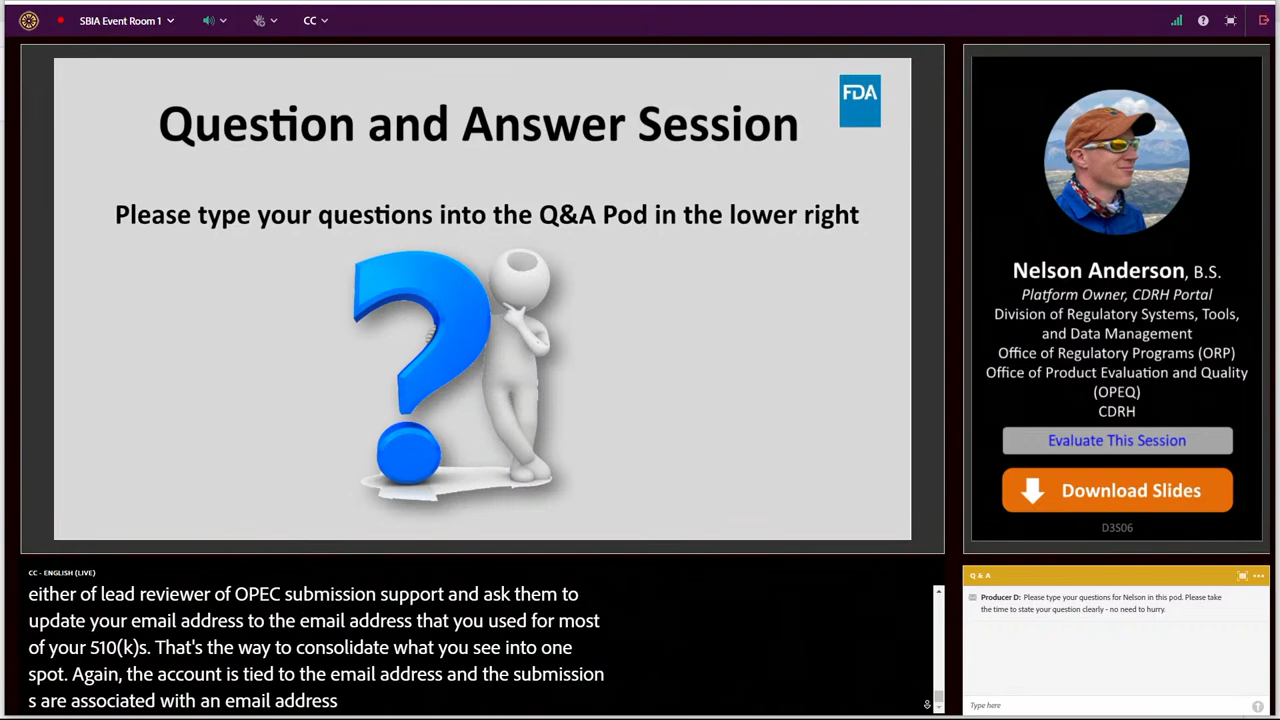 SBIA Event Room 1
CC
FDA
Question and Answer Session
Please type your questions into the Q&A Pod in the lower right
Nelson Anderson, B.S.
Platform Owner, CDRH Portal
Division of Regulatory Systems, Tools,
and Data Management
Office of Regulatory Programs (ORP)
Office of Product Evaluation and Quality
(OPEQ)
CDRH
Evaluate This Session
Download Slides
D3S06
CC - ENGLISH (LIVE)
either of lead reviewer of OPEC submission support and ask them to
update your email address to the email address that you used for most
of your 510(k)s. That's the way to consolidate what you see into one
spot. Again, the account is tied to the email address and the submission
s are associated with an email address
Q & A
Producer D: Please type your questions for Nelson in this pod. Please take
the time to state your question clearly - no need to hurry.
Type here